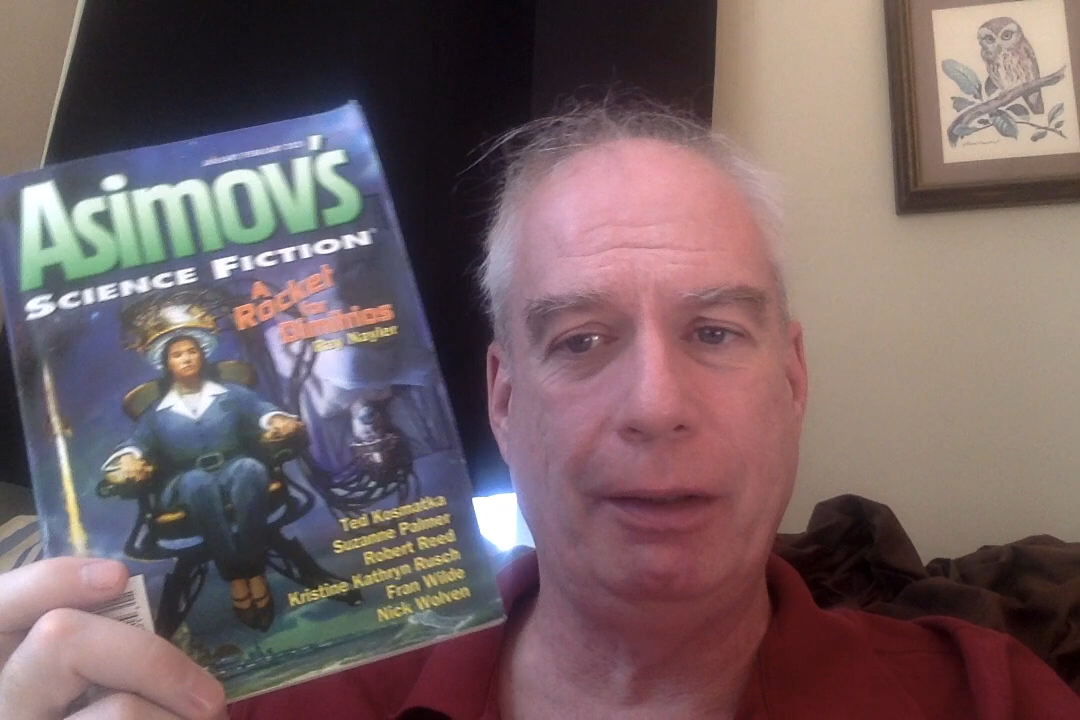 Asimov's
SCIENCE FICTION
A
Rocket
for
Dimitrios
Ray Nayler
Ted Kosmatka
Suzanne Palmer
Robert Reed
Kristine Kathryn Rusch
Fran Wilde
Nick Wolven